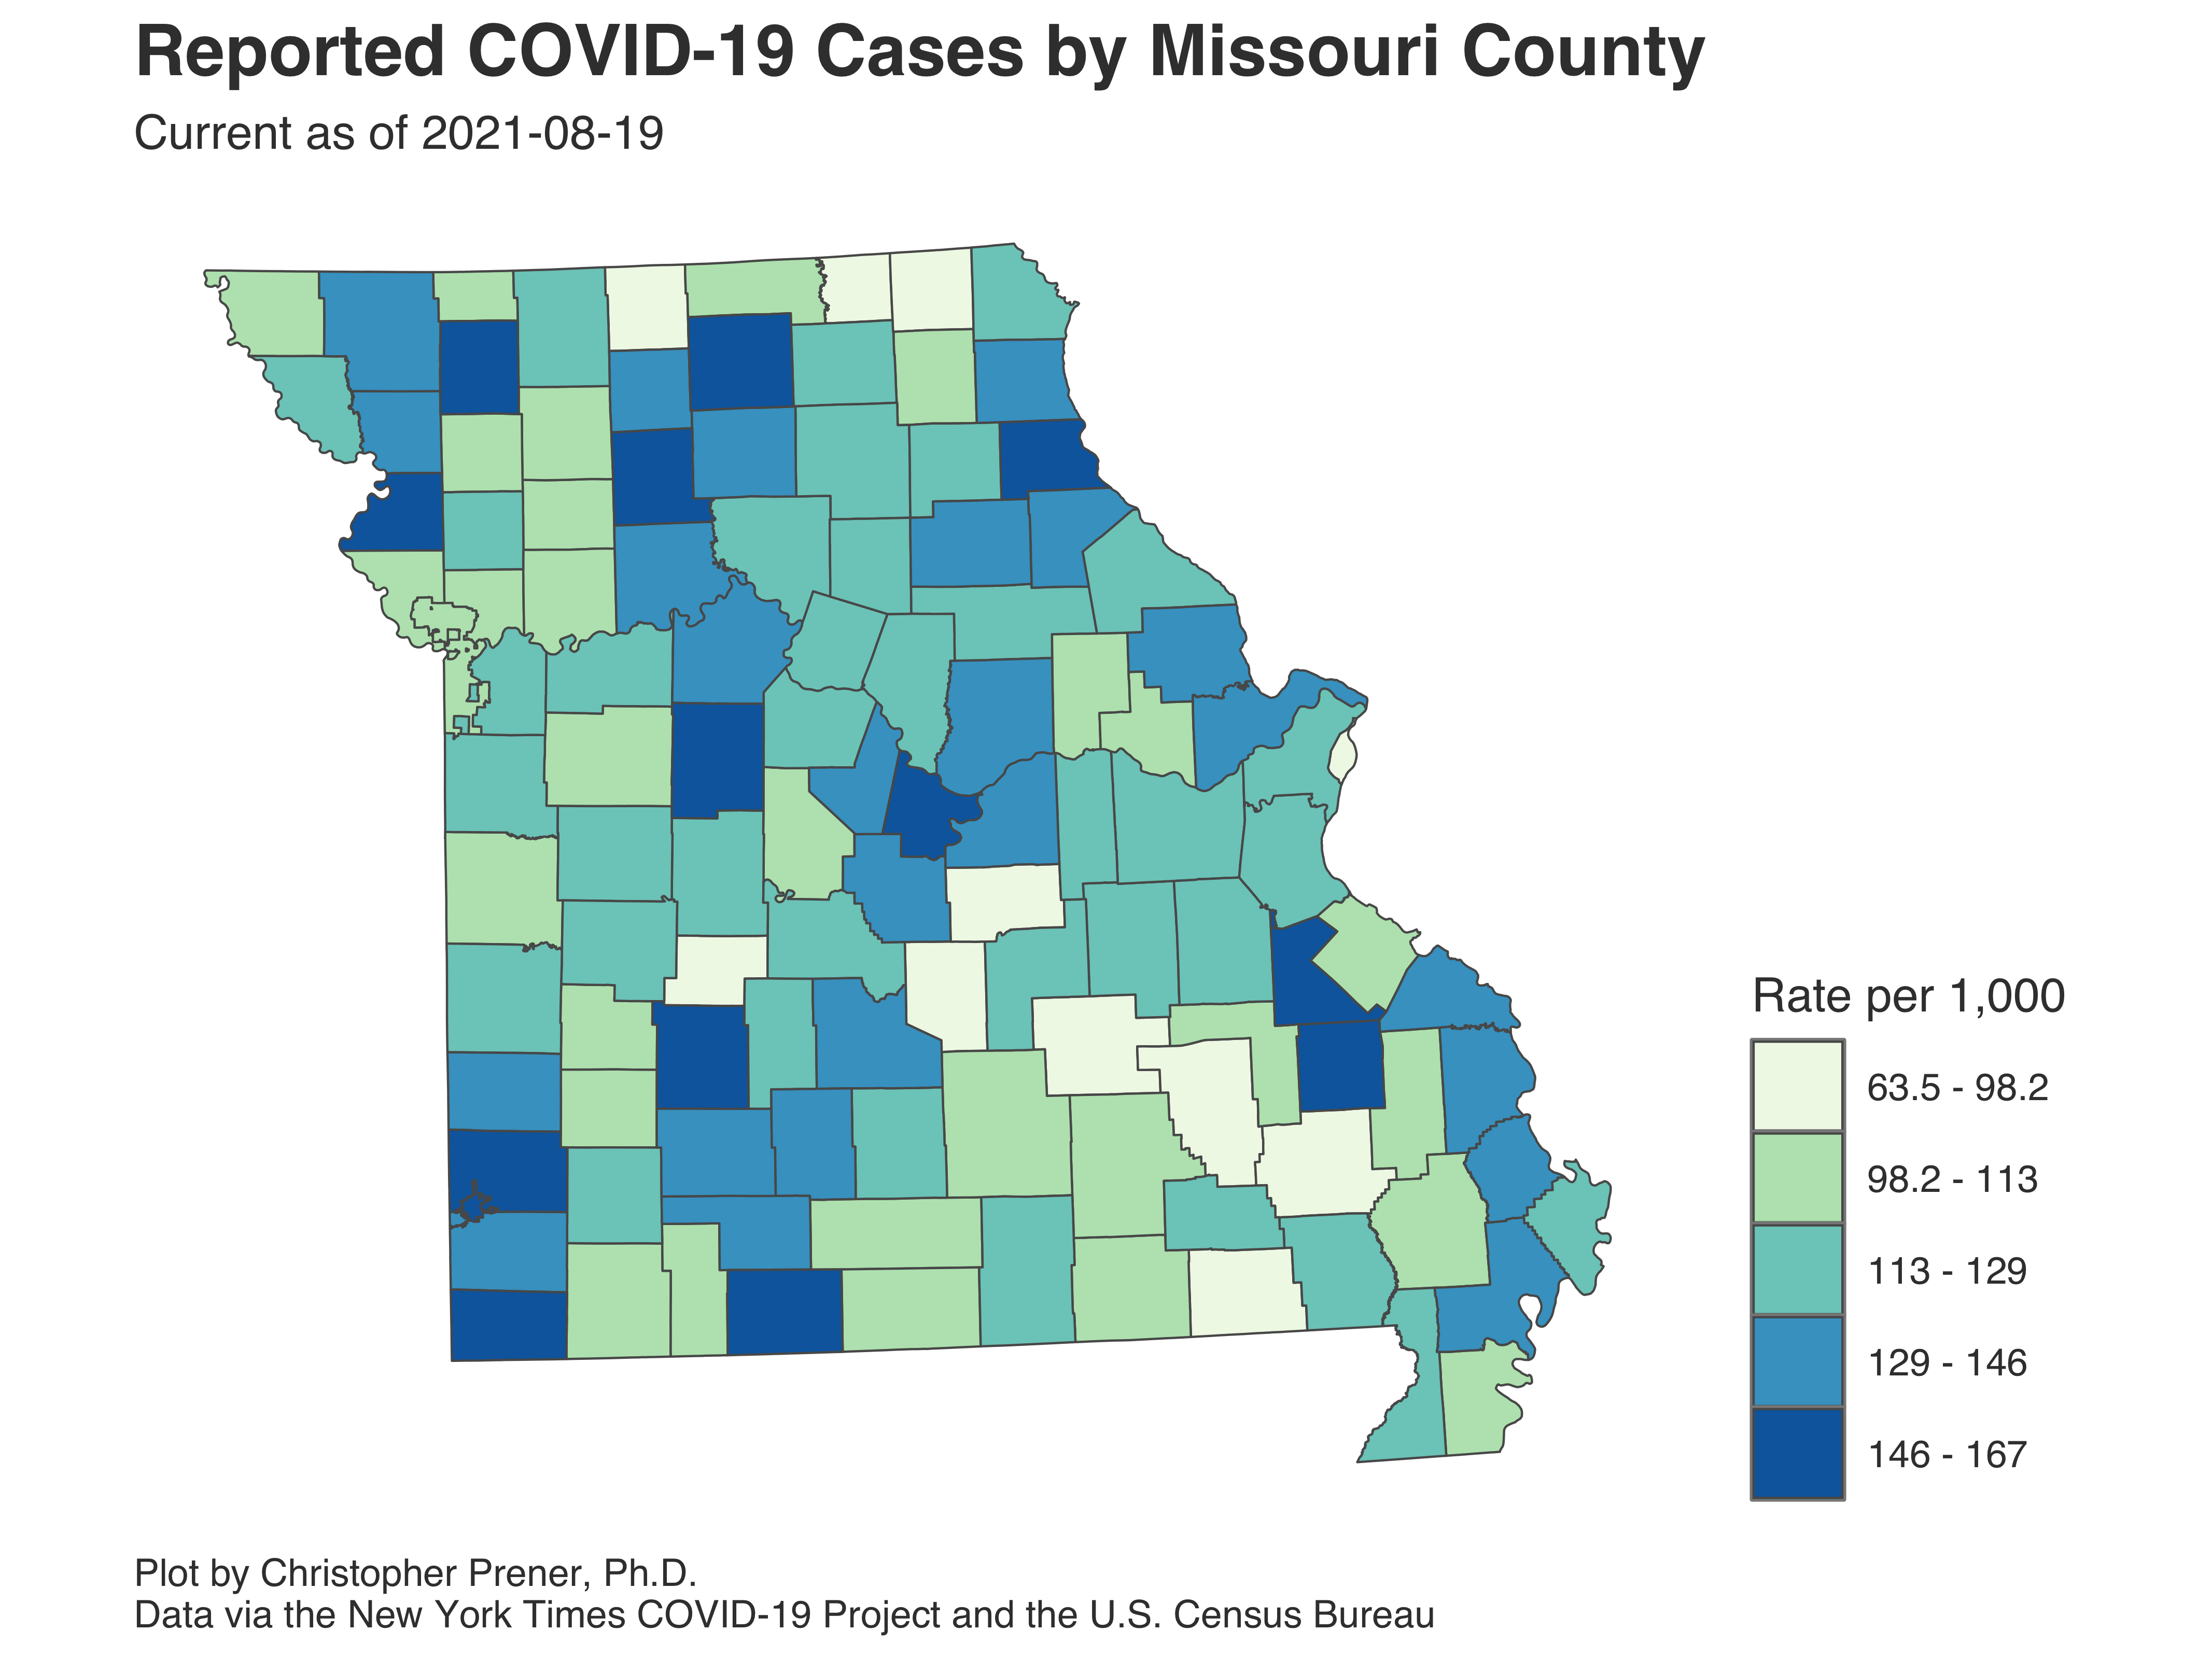 Reported COVID-19 Cases by Missouri County
Current as of 2021-08-19
Rate per 1,000
63.5 - 98.2
98.2 - 113
113 - 129
129 - 146
146 - 167
Plot by Christopher Prener, Ph.D.
Data via the New York Times COVID-19 Project and the U.S. Census Bureau